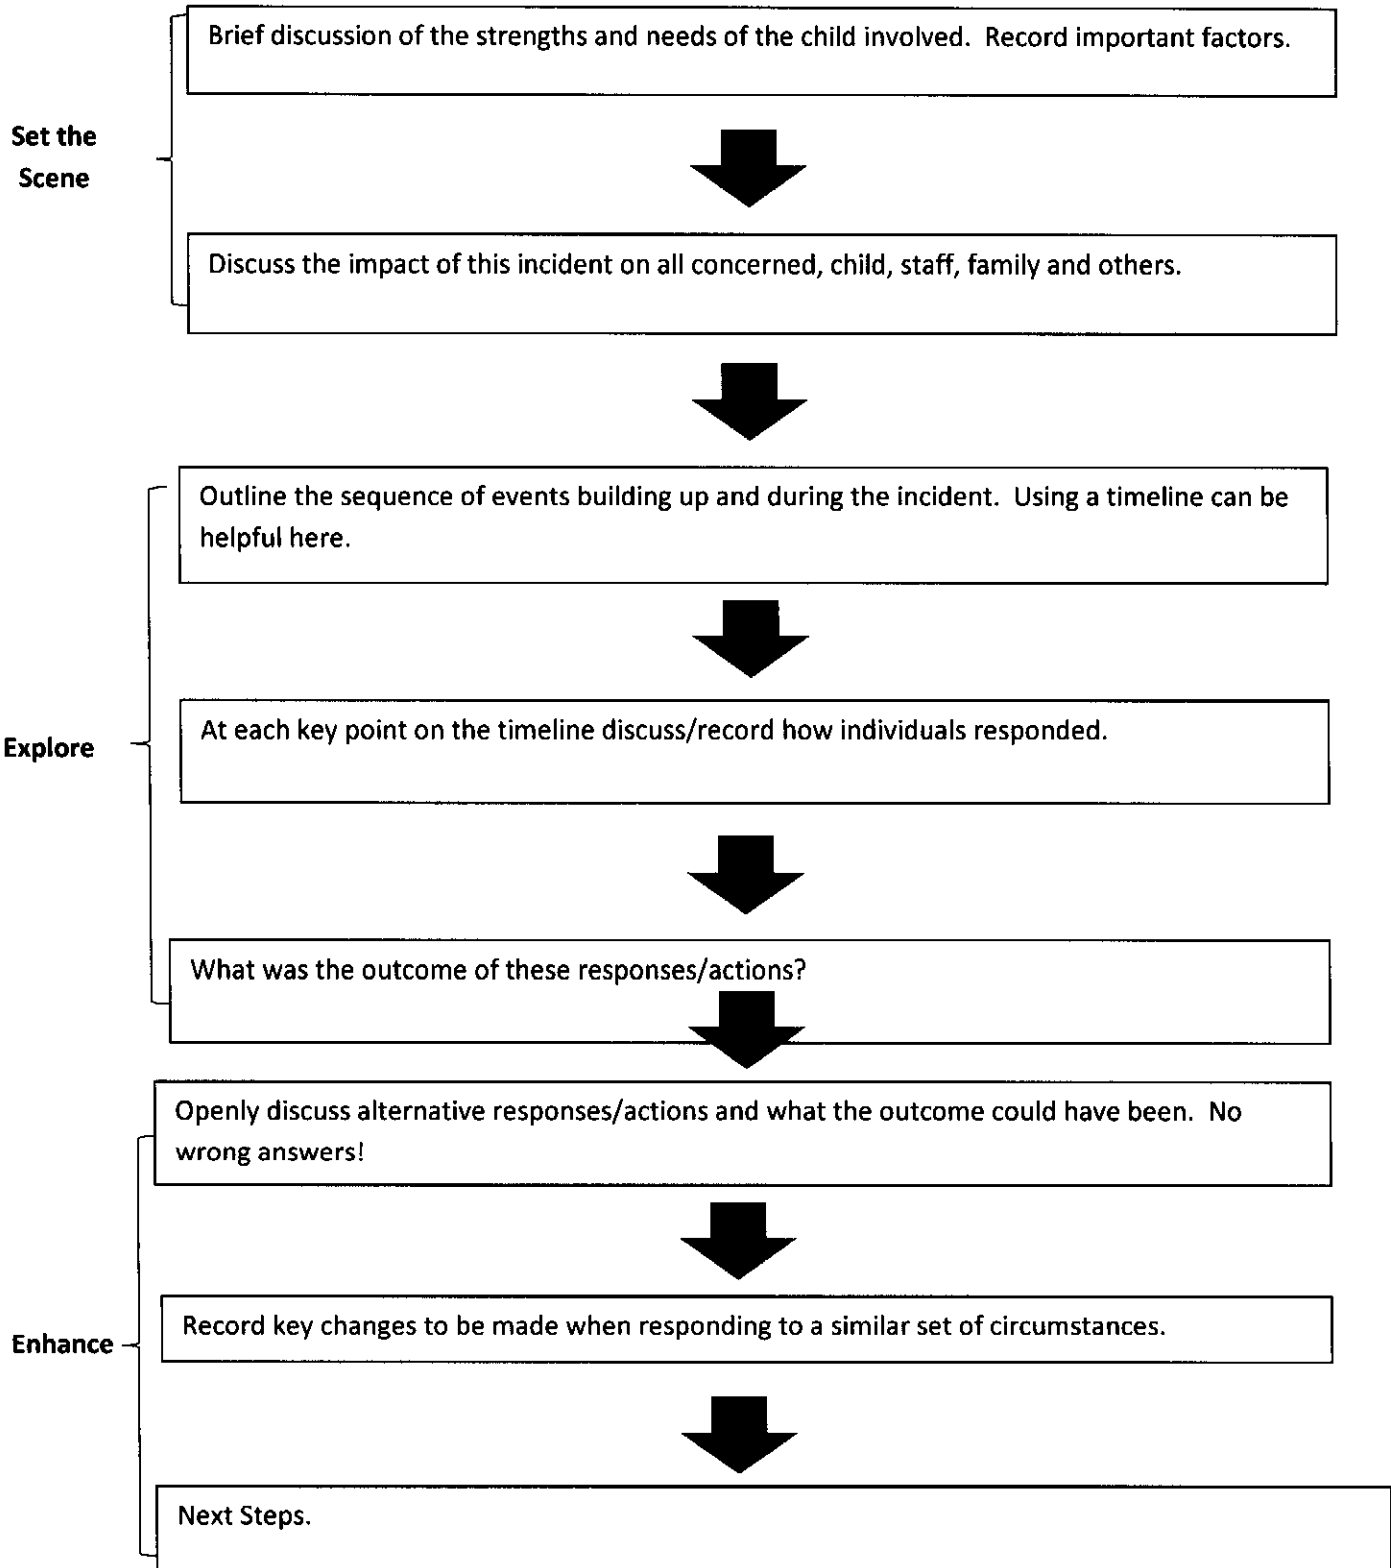 Brief discussion of the strengths and needs of the child involved.  Record important factors.
Set the
Scene
Discuss the impact of this incident on all concerned, child, staff, family and others.
Outline the sequence of events building up and during the incident.  Using a timeline can be
helpful here.
At each key point on the timeline discuss/record how individuals responded.
Explore
What was the outcome of these responses/actions?
Openly discuss alternative responses/actions and what the outcome could have been.  No
wrong answers!
Record key changes to be made when responding to a similar set of circumstances.
Enhance
Next Steps.